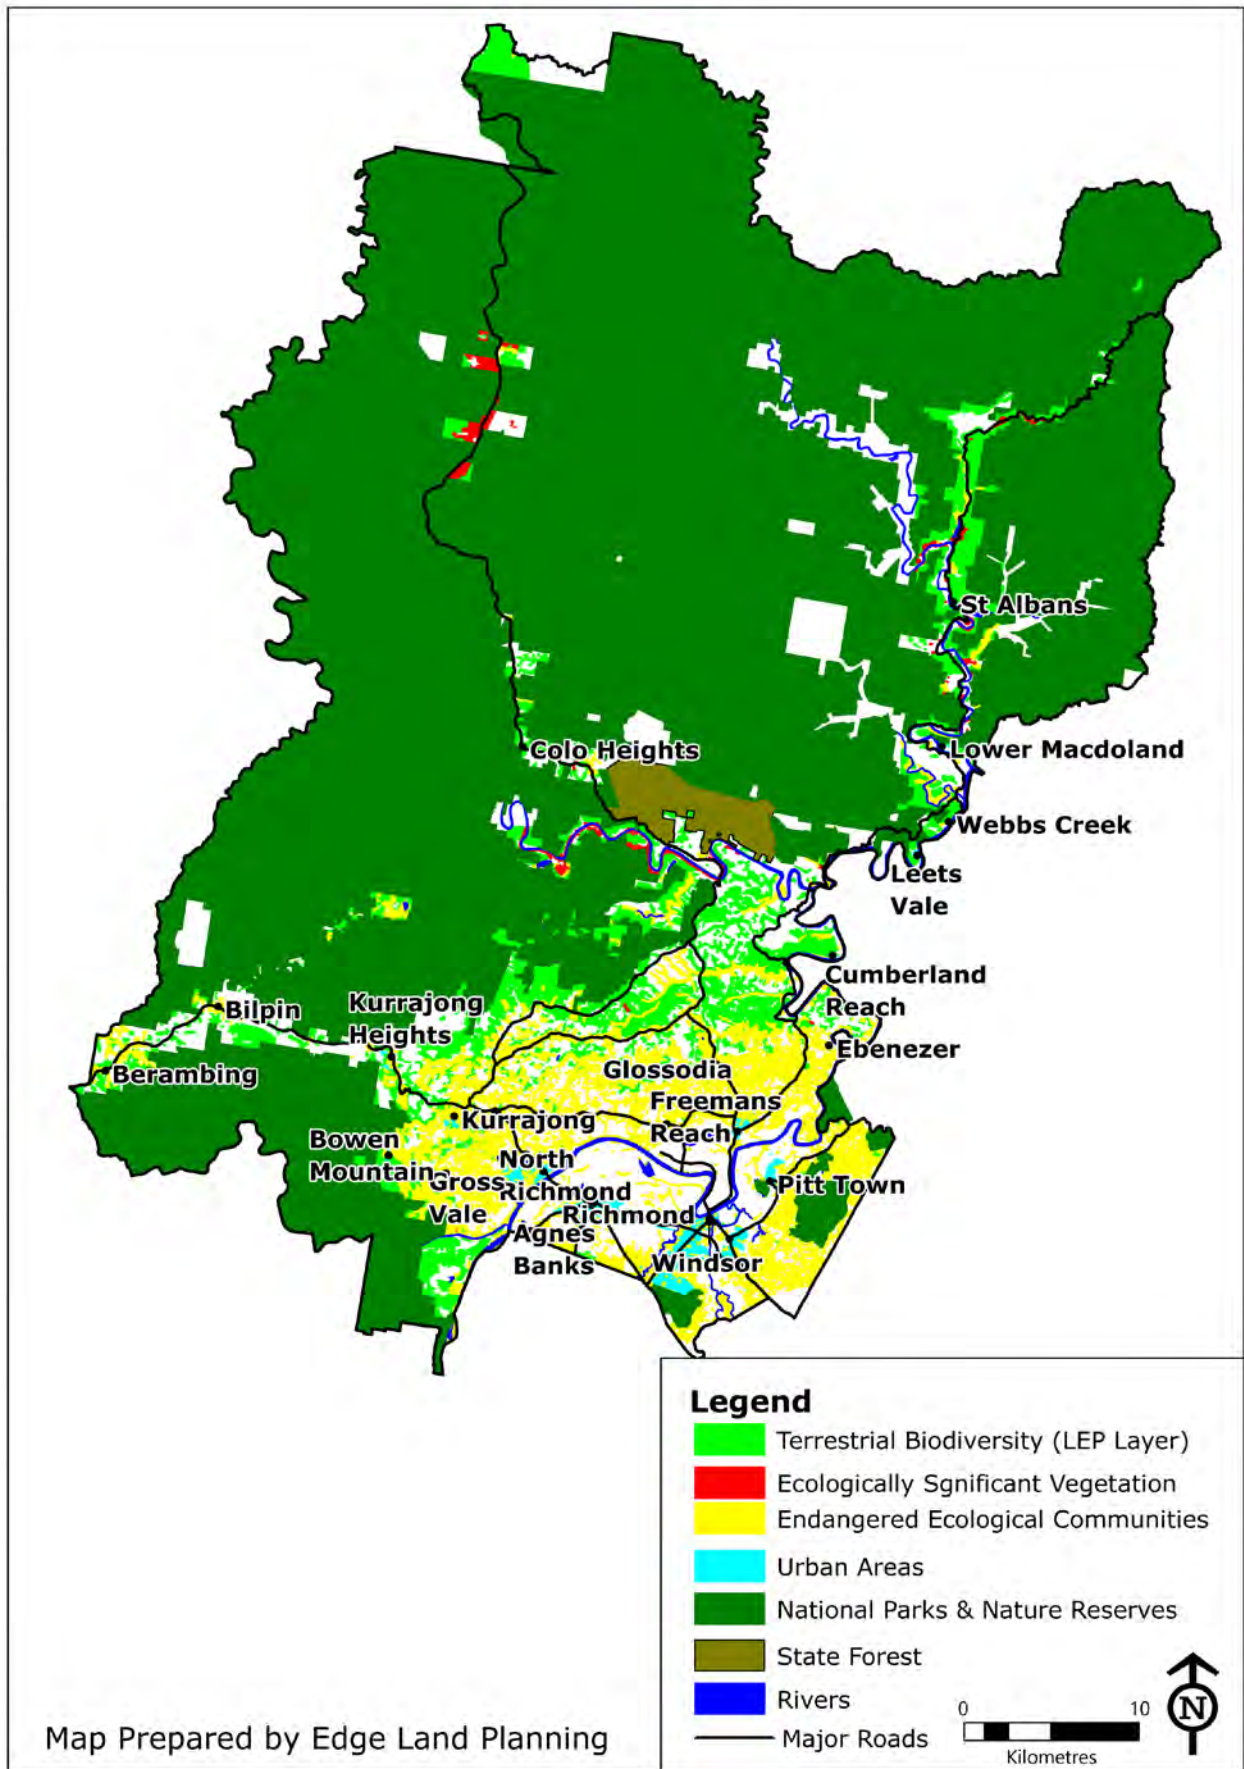 St Albans
Colo Heights
Lower Macdoland
Webbs Creek
Leets
Vale
Cumberland
Reach
Bilpin
Kurrajong
Heights
Ebenezer
Berambing
Glossodia
Freemans
Reach
Kurrajong
Bowen
Mountain
North
Richmond
Gross
Vale
Pitt Town
Richmond
Agnes
Banks
Windsor
Legend
Terrestrial Biodiversity (LEP Layer)
Ecologically Sgnificant Vegetation
Endangered Ecological Communities
Urban Areas
National Parks & Nature Reserves
State Forest
Rivers
Major Roads
0 10
Kilometres
N
Map Prepared by Edge Land Planning